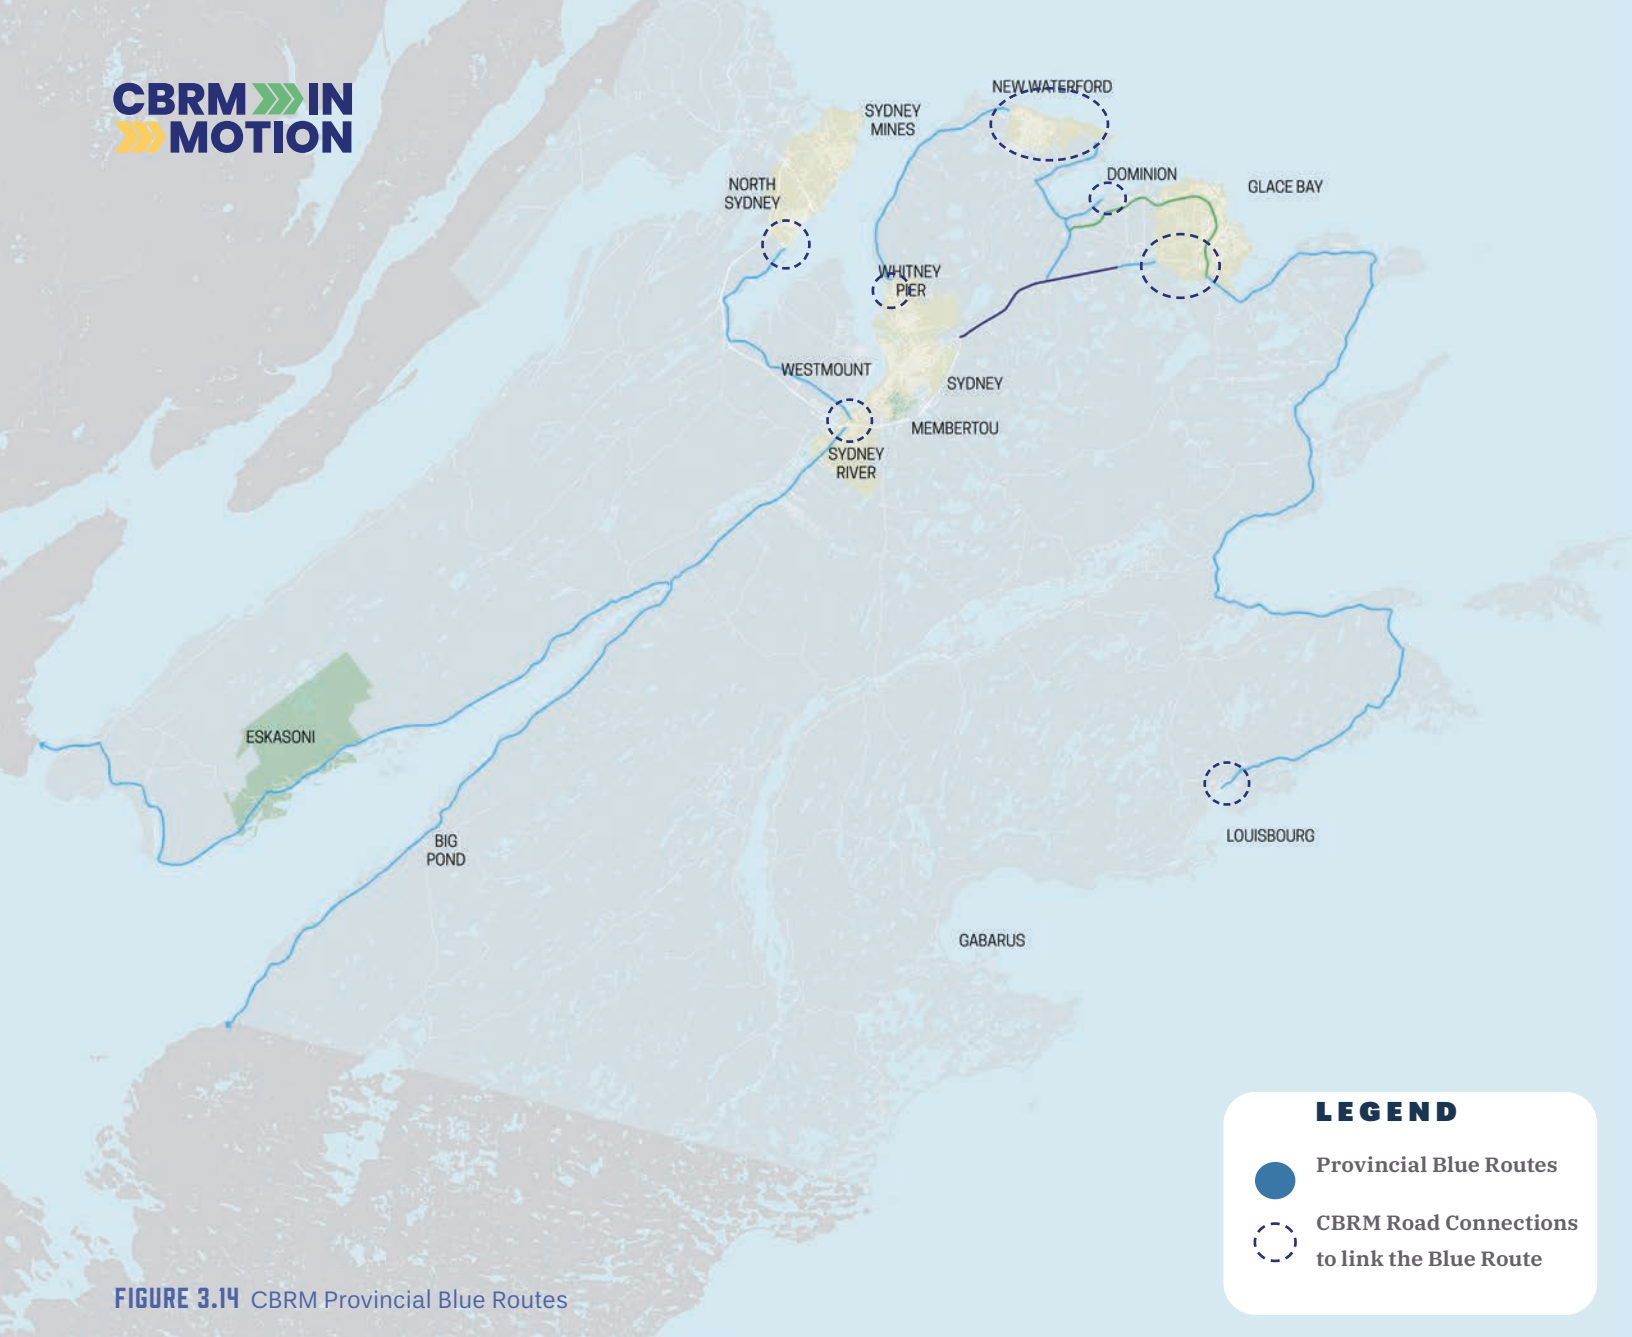 CBRM IN
MOTION
NEW WATERFORD
SYDNEY
MINES
DOMINION
GLACE BAY
NORTH
SYDNEY
WHITNEY
PIER
WESTMOUNT
SYDNEY
MEMBERTOU
SYDNEY
RIVER
ESKASONI
BIG
POND
LOUISBOURG
GABARUS
LEGEND
Provincial Blue Routes
CBRM Road Connections
to link the Blue Route
FIGURE 3.14 CBRM Provincial Blue Routes